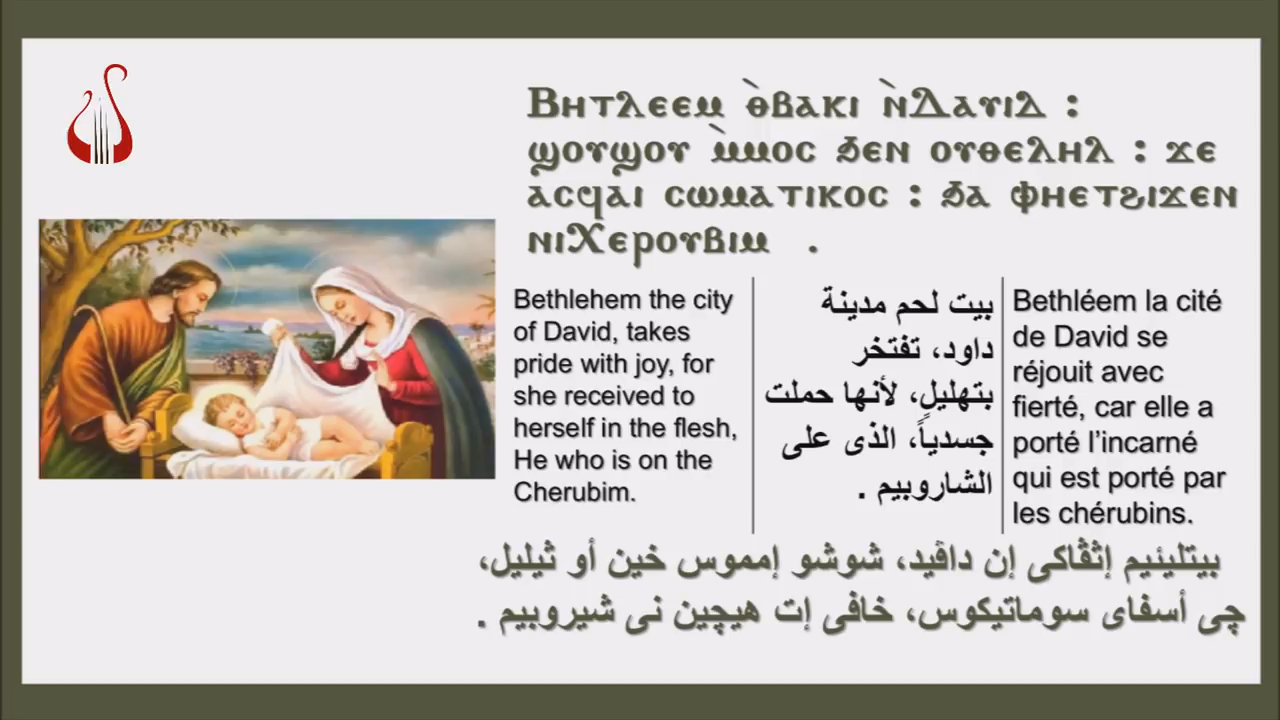 Ⲃⲏⲧⲗⲉⲉⲙ ⲑ̀ⲃⲁⲕⲓ ⲛ̀Ⲇⲁⲩⲓⲇ :
ϣⲟⲩϣⲟⲩ ⲙ̀ⲙⲟⲥ ϧⲉⲛ ⲟⲩⲑⲉⲗⲏⲗ : ϫⲉ
ⲁⲥϥⲁⲓ ⲥⲱⲙⲁⲧⲓⲕⲟⲥ : ϧⲁ ⲫⲏⲉⲧϩⲓϫⲉⲛ
ⲛⲓⲬⲉⲣⲟⲩⲃⲓⲙ .
Bethlehem the city
of David, takes
pride with joy, for
she received to
herself in the flesh,
He who is on the
Cherubim.
بيت لحم مدينة
داود، تفتخر
بتهليلٍ، لأنها حملت
جسدياً، الذى على
الشاروبيم .
Bethléem la cité
de David se
réjouit avec
fierté, car elle a
porté l’incarné
qui est porté par
les chérubins.
بيتليئيم إثڤاكى إن داڤيد، شوشو إمموس خين أو ثيليل،
چى أسفاى سوماتيكوس، خافى إت هيچين نى شيروبيم .